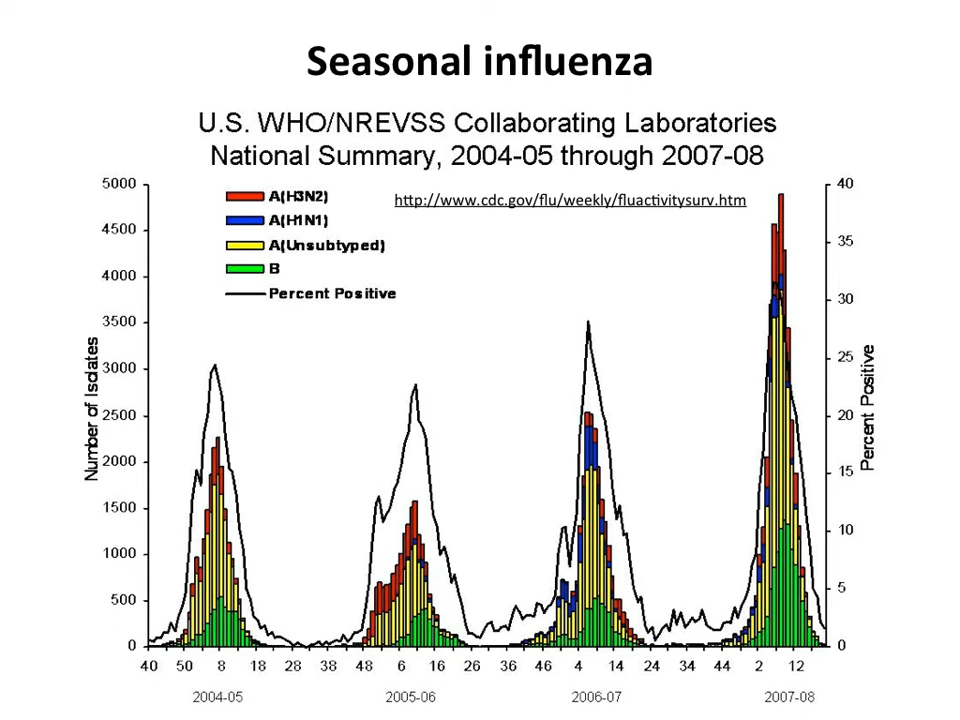 Seasonal influenza
U.S. WHO/NREVSS Collaborating Laboratories
National Summary, 2004-05 through 2007-08
http://www.cdc.gov/flu/weekly/fluactivitysurv.htm
A(H3N2)
A(H1N1)
A(Unsubtyped)
B
Percent Positive
Number of Isolates
5000
4500
4000
3500
3000
2500
2000
1500
1000
500
0
40
35
30
25
20
15
10
5
0
Percent Positive
40 50 8 18 28 38 48 6 16 26 36 46 4 14 24 34 44 2 12
2004-05 2005-06 2006-07 2007-08